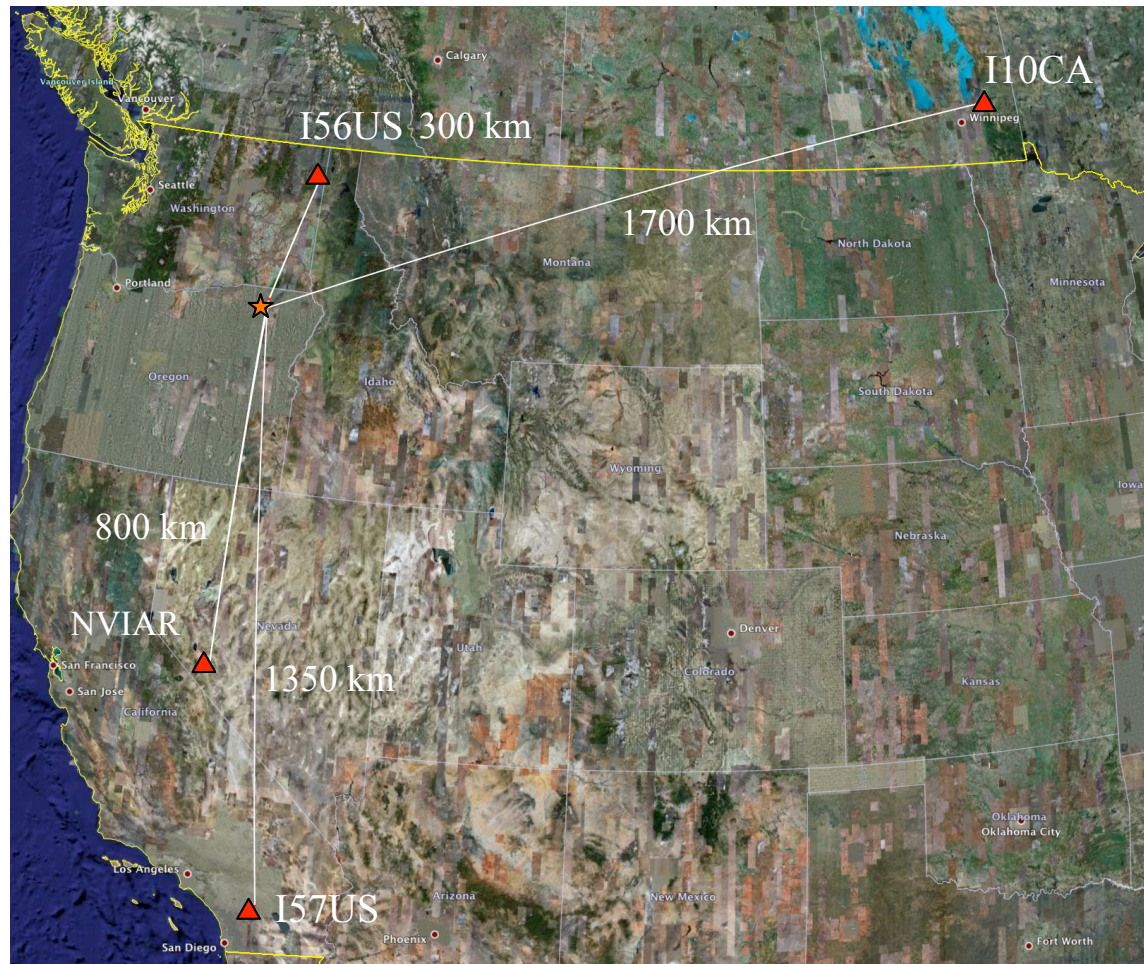 Calgary
I10CA
Vancouver Island
Vancouver
Winnipeg
I56US 300 km
Seattle
Washington
1700 km
North Dakota
Montana
Minnesota
Portland
Oregon
Idaho
South Dakota
Wyoming
Iowa
800 km
Nebraska
NVIAR
Nevada
Denver
Utah
San Francisco
1350 km
Colorado
Kansas
San Jose
California
Oklahoma
Oklahoma City
Los Angeles
Arizona
New Mexico
I57US
Phoenix
San Diego
Fort Worth